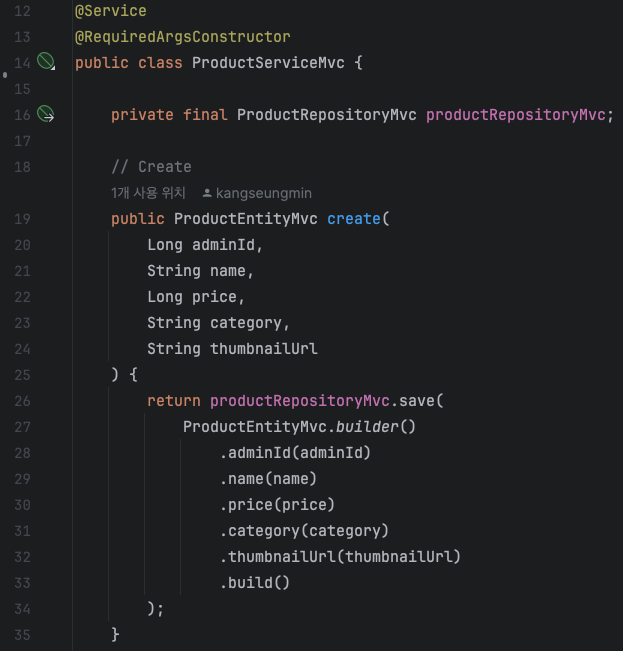 12 @Service
13 @RequiredArgsConstructor
14 public class ProductServiceMvc {
15
16 private final ProductRepositoryMvc productRepositoryMvc;
17
18 // Create
1개 사용 위치 kangseungmin
19 public ProductEntityMvc create(
20 Long adminId,
21 String name,
22 Long price,
23 String category,
24 String thumbnailUrl
25 ) {
26 return productRepositoryMvc.save(
27 ProductEntityMvc.builder()
28 .adminId(adminId)
29 .name(name)
30 .price(price)
31 .category(category)
32 .thumbnailUrl(thumbnailUrl)
33 .build()
34 );
35 }